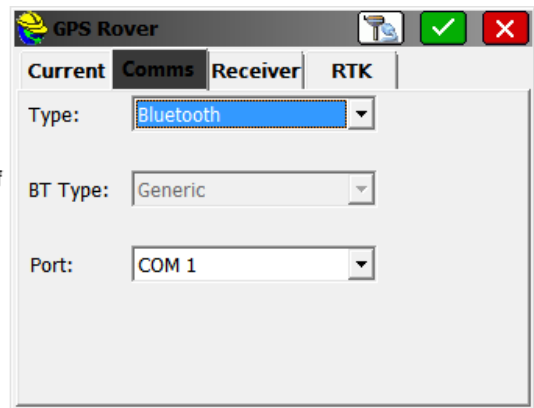 GPS Rover
Current Comms Receiver RTK
Type: Bluetooth
BT Type: Generic
Port: COM 1